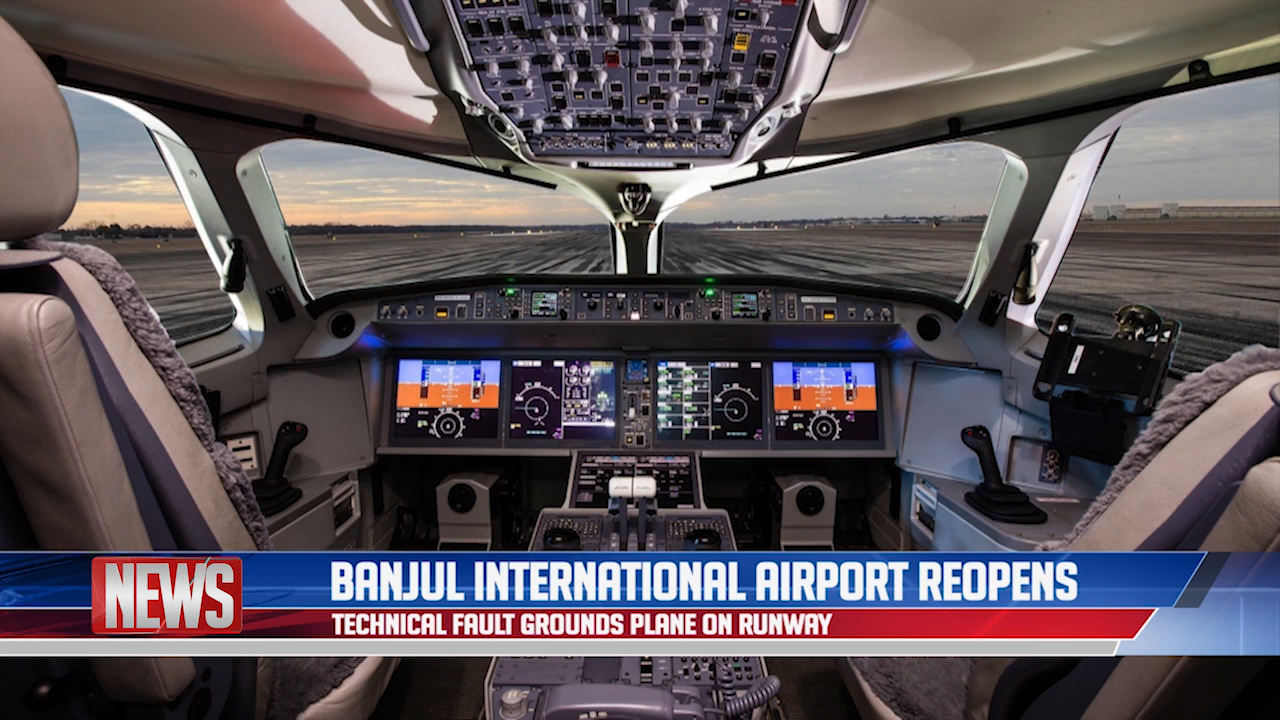 NEWS
BANJUL INTERNATIONAL AIRPORT REOPENS
TECHNICAL FAULT GROUNDS PLANE ON RUNWAY